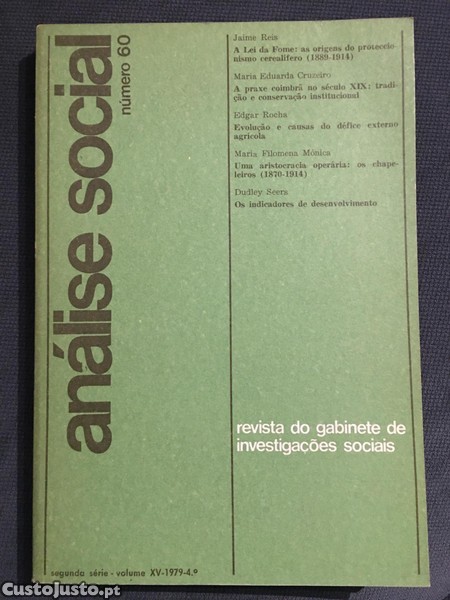 análise social
número 60
Jaime Reis
A Lei da Fome: as origens do proteccio
nismo cerealífero (1889-1914)
Maria Eduarda Cruzeiro
A praxe coimbrã no século XIX: tradi-
ção e conservação institucional
Edgar Rocha
Evolução e causas do défice externo
agrícola
Maria Filomena Mónica
Uma aristocracia operária: os chape-
leiros (1870-1914)
Dudley Seers
Os indicadores de desenvolvimento
revista do gabinete de
investigações sociais
segunda série - volume XV-1979-4.º
CustoJusto.pt